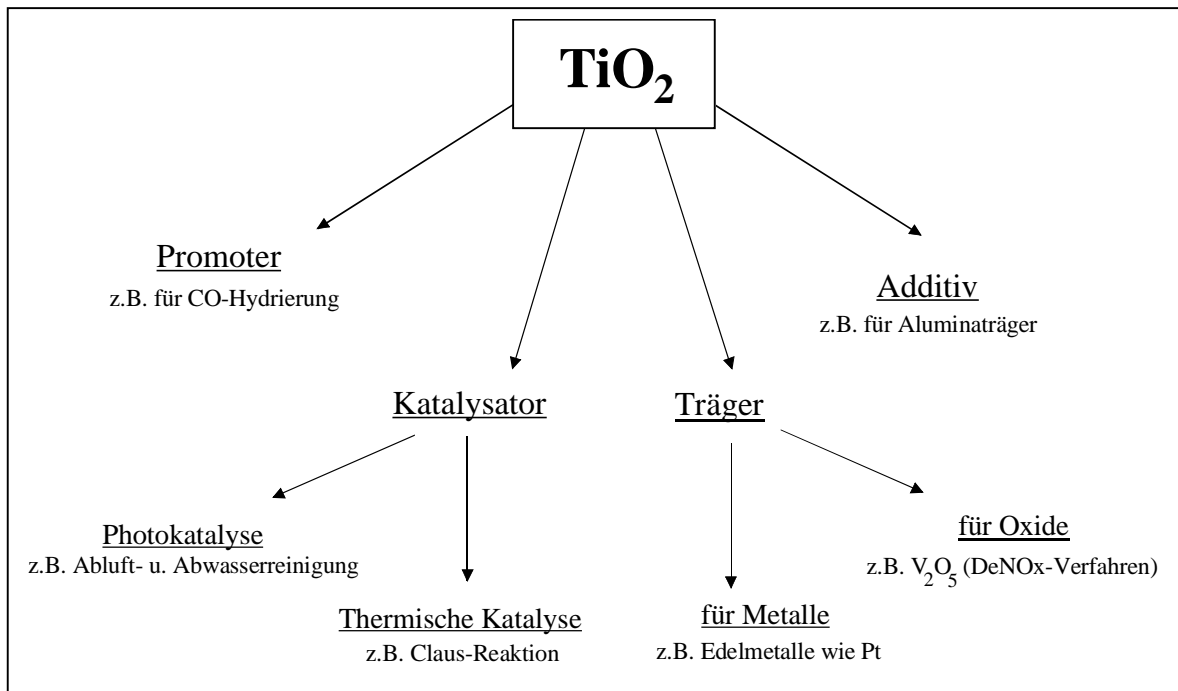 TiO₂
Promoter
z.B. für CO-Hydrierung
Additiv
z.B. für Aluminaträger
Katalysator
Träger
Photokatalyse
z.B. Abluft- u. Abwasserreinigung
für Oxide
z.B. V₂O₅ (DeNOx-Verfahren)
Thermische Katalyse
z.B. Claus-Reaktion
für Metalle
z.B. Edelmetalle wie Pt